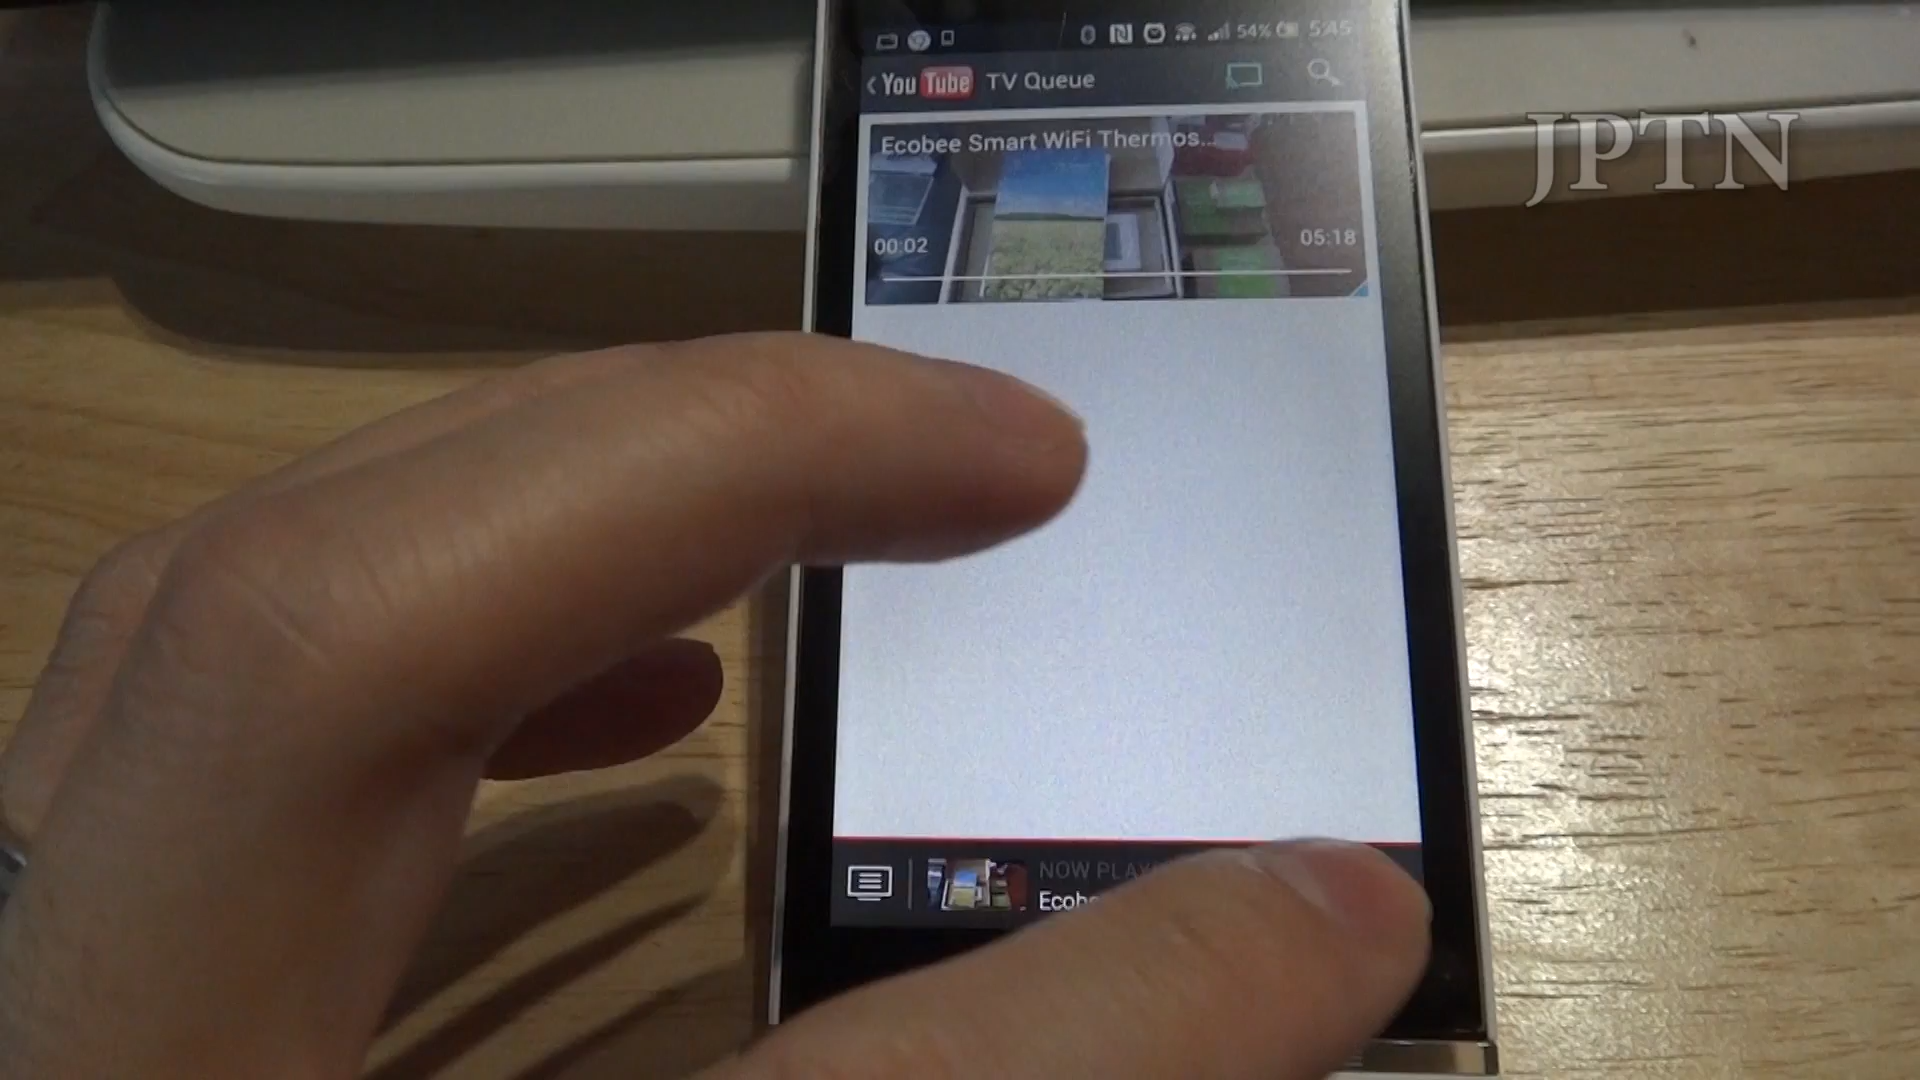 54% 5:45
YouTube TV Queue
JPTN
Ecobee Smart WiFi Thermos...
00:02 05:18
NOW PLAY
Ecob